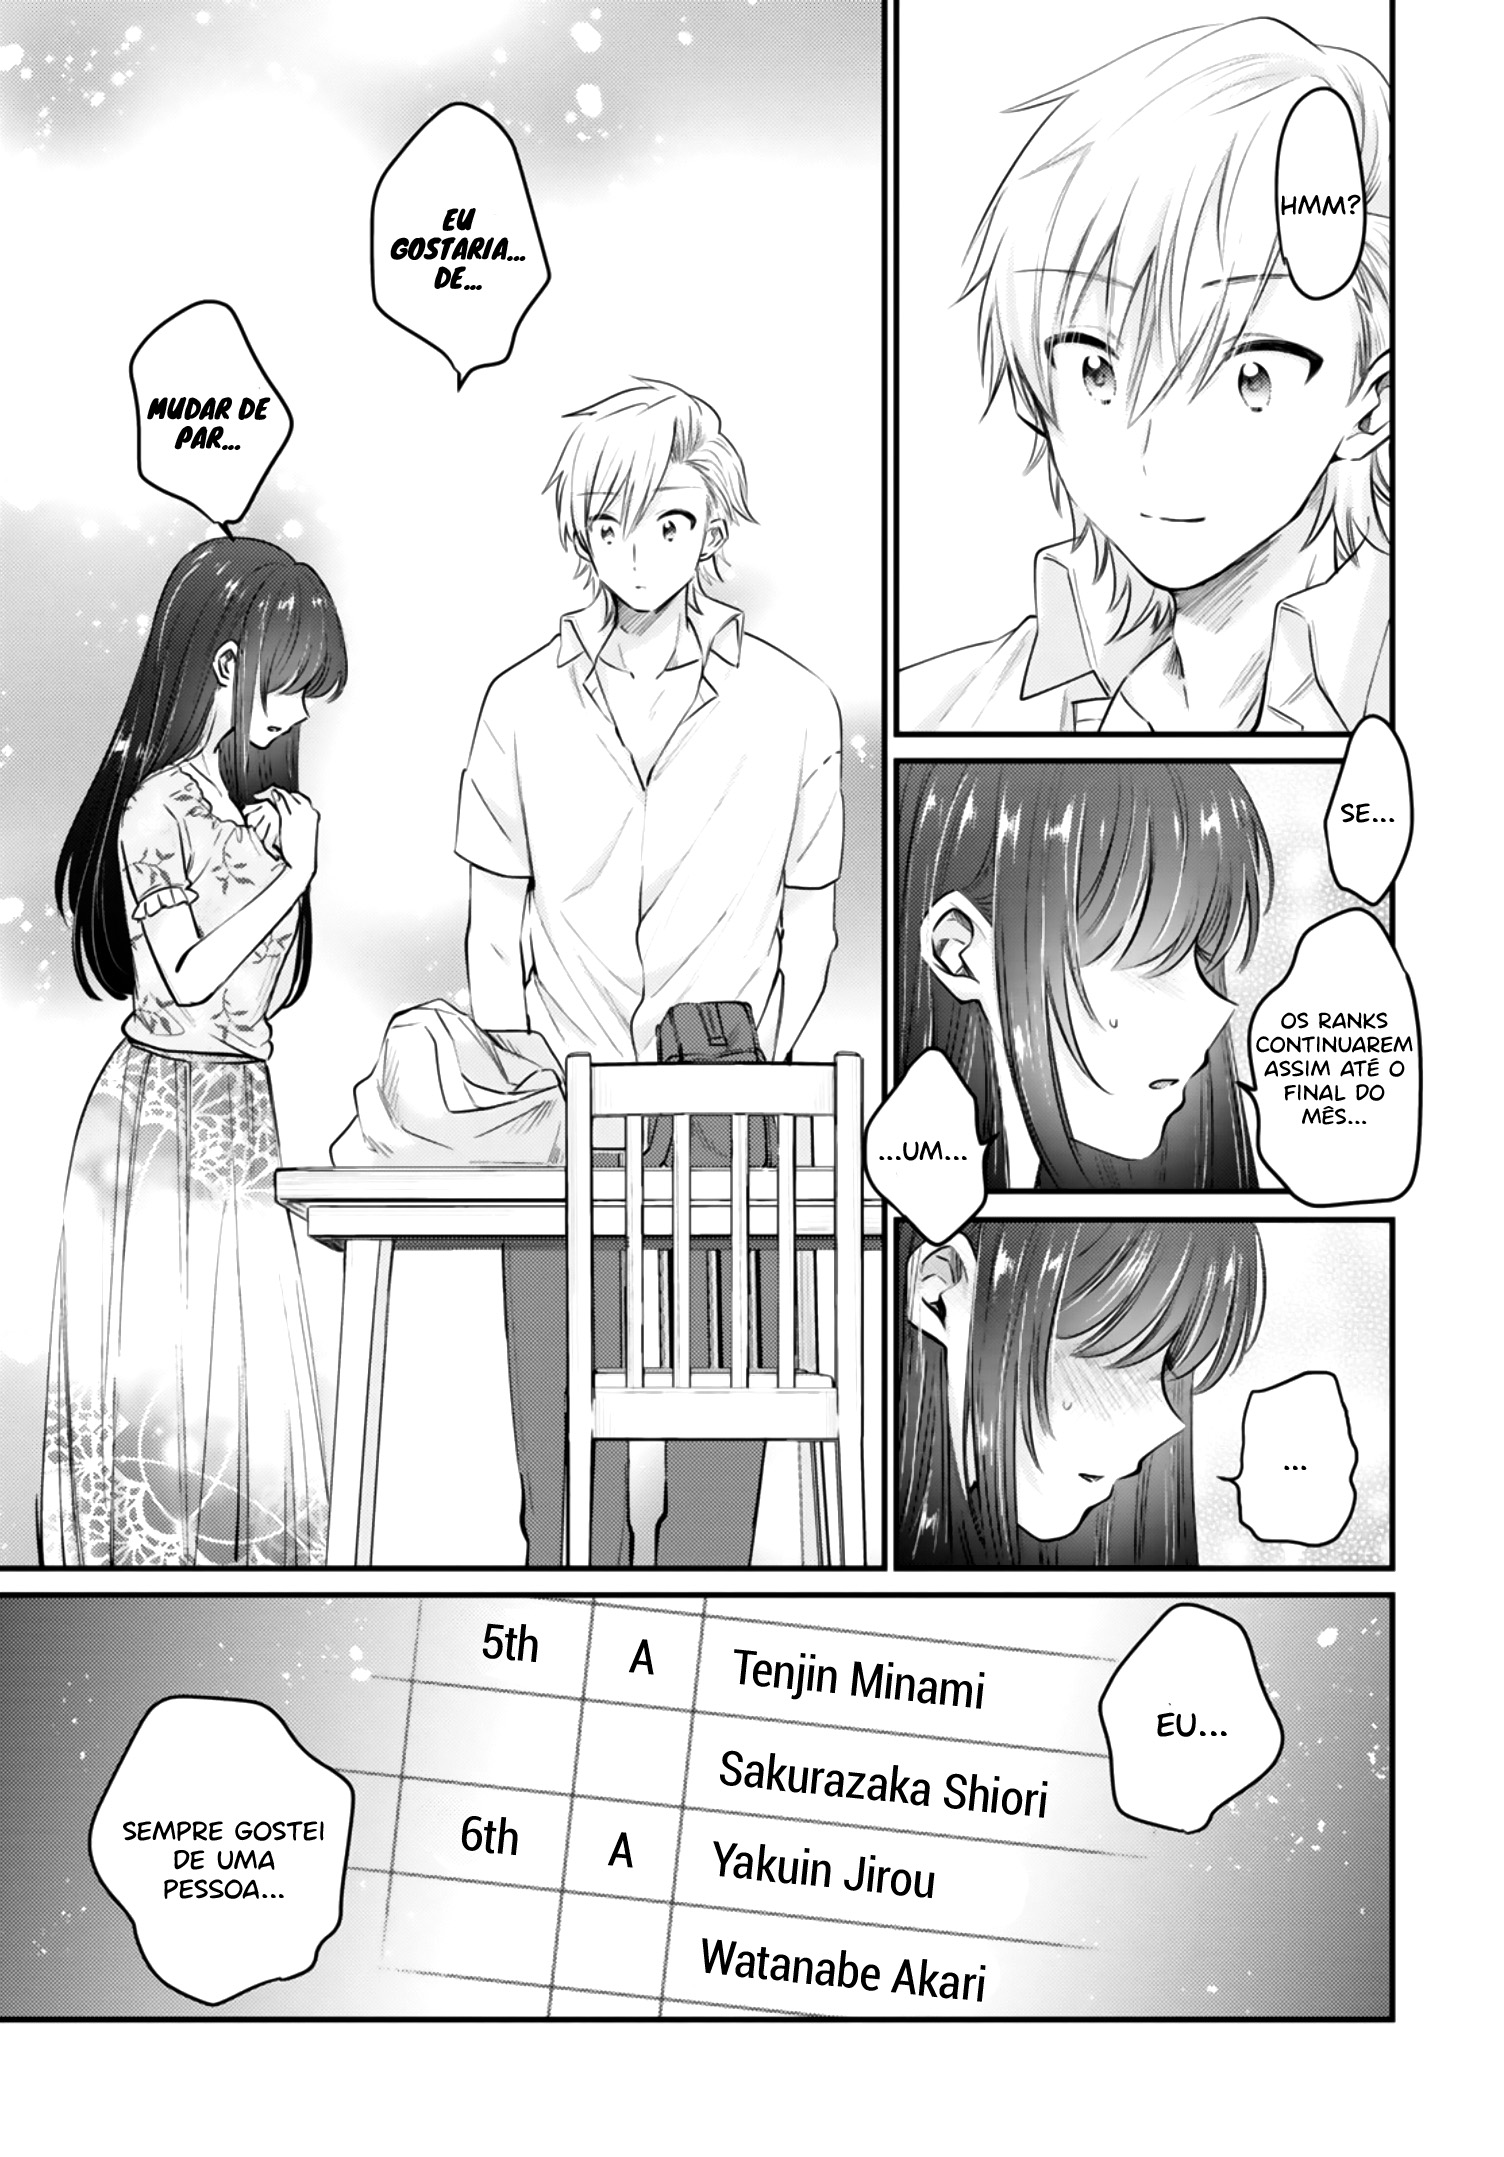 HMM?
SE...
OS RANKS
CONTINUAREM
ASSIM ATÉ O
FINAL DO
MÊS...
...UM...
...
EU
GOSTARIA...
DE...
MUDAR DE
PAR...
EU...
5th A Tenjin Minami
Sakurazaka Shiori
6th A Yakuin Jirou
Watanabe Akari
SEMPRE GOSTEI
DE UMA
PESSOA...